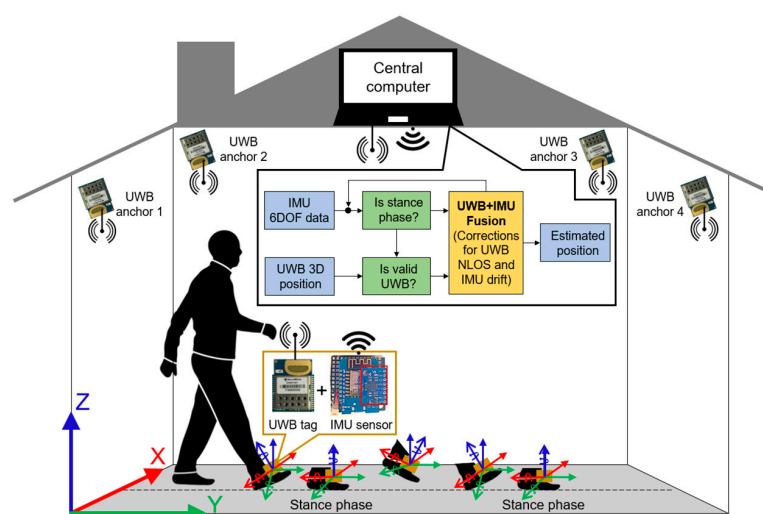 Central
computer
UWB
anchor 2
UWB
anchor 3
UWB
anchor 1
UWB
anchor 4
IMU
6DOF data
Is stance
phase?
UWB+IMU
Fusion
(Corrections
for UWB
NLOS and
IMU drift)
Estimated
position
UWB 3D
position
Is valid
UWB?
+
UWB tag
IMU sensor
Z
X
Y
Stance phase
Stance phase